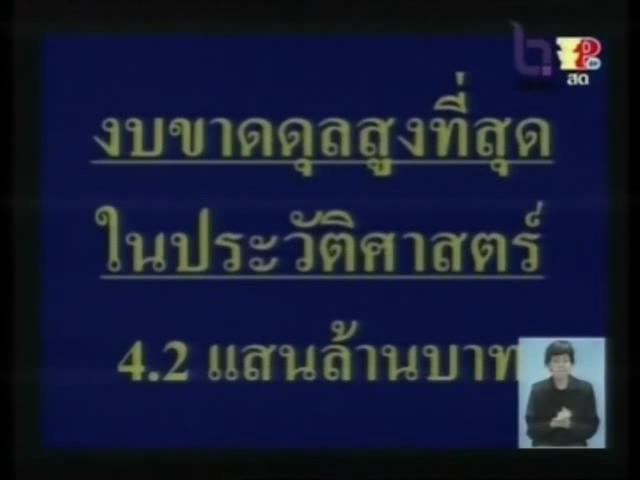 สด
งบขาดดุลสูงที่สุด
ในประวัติศาสตร์
4.2 แสนล้านบาท